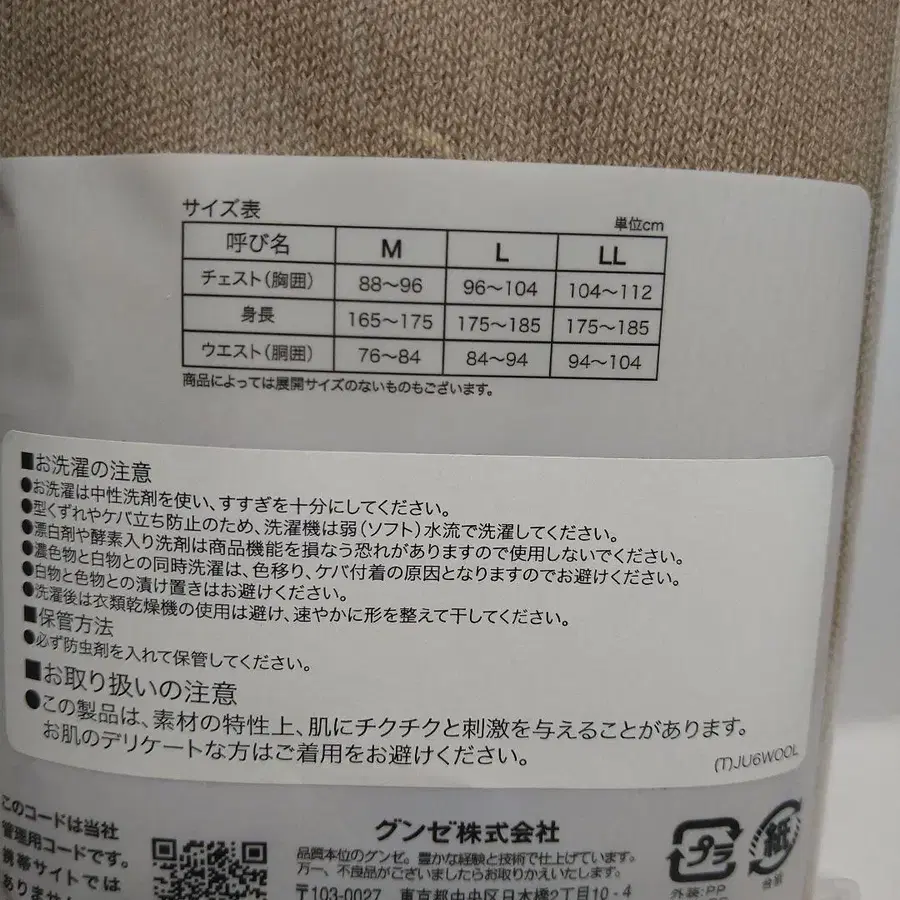 サイズ表
単位cm
呼び名 M L LL
チェスト(胸囲) 88〜96 96〜104 104〜112
身長 165〜175 175〜185 175〜185
ウエスト(胴囲) 76〜84 84〜94 94〜104
商品によっては展開サイズのないものもございます。
■お洗濯の注意
●お洗濯は中性洗剤を使い、すすぎを十分にしてください。
●型くずれやケバ立ち防止のため、洗濯機は弱(ソフト)水流で洗濯してください。
●漂白剤や酵素入り洗剤は商品機能を損なう恐れがありますので使用しないでください。
●濃色物と白物との同時洗濯は、色移り、ケバ付着の原因となりますのでお避けください。
●白物と色物との漬け置きはお避けください。
●洗濯後は衣類乾燥機の使用は避け、速やかに形を整えて干してください。
■保管方法
●必ず防虫剤を入れて保管してください。
■お取り扱いの注意
●この製品は、素材の特性上、肌にチクチクと刺激を与えることがあります。
お肌のデリケートな方はご着用をお避けください。
(T)JU6WOOL
このコードは当社
管理用コードです。
携帯サイトでは
ありません
グンゼ株式会社
品質本位のグンゼ。豊かな経験と技術で仕上げています。
万一、不良品がございましたらお取りかえいたします。
〒103-0027 東京都中央区日本橋2丁目10-4
プラ
外装:PP
紙
台紙